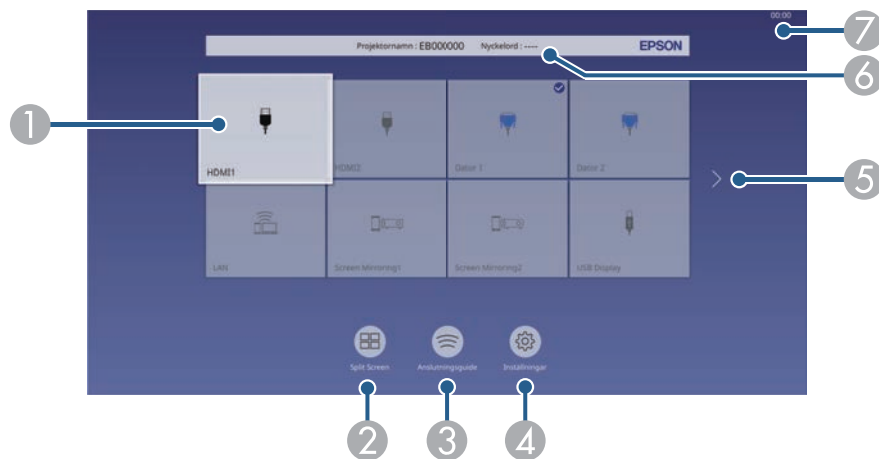 00:00
7
Projektornamn : EB000000 Nyckelord : ---- EPSON
6
1
HDMI1 HDMI2 Dator 1 Dator 2
5
LAN Screen Mirroring1 Screen Mirroring2 USB Display
Split Screen Anslutningsguide Inställningar
2 3 4